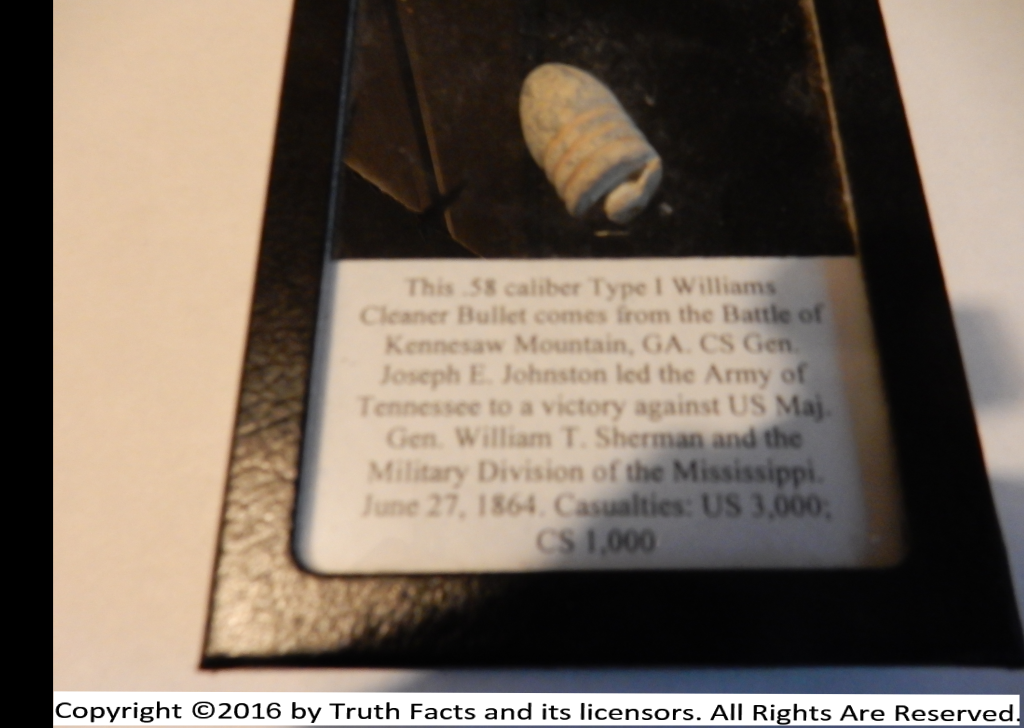 This .58 caliber Type I Williams
Cleaner Bullet comes from the Battle of
Kennesaw Mountain, GA. CS Gen.
Joseph E. Johnston led the Army of
Tennessee to a victory against US Maj.
Gen. William T. Sherman and the
Military Division of the Mississippi.
June 27, 1864. Casualties: US 3,000;
CS 1,000
Copyright ©2016 by Truth Facts and its licensors. All Rights Are Reserved.